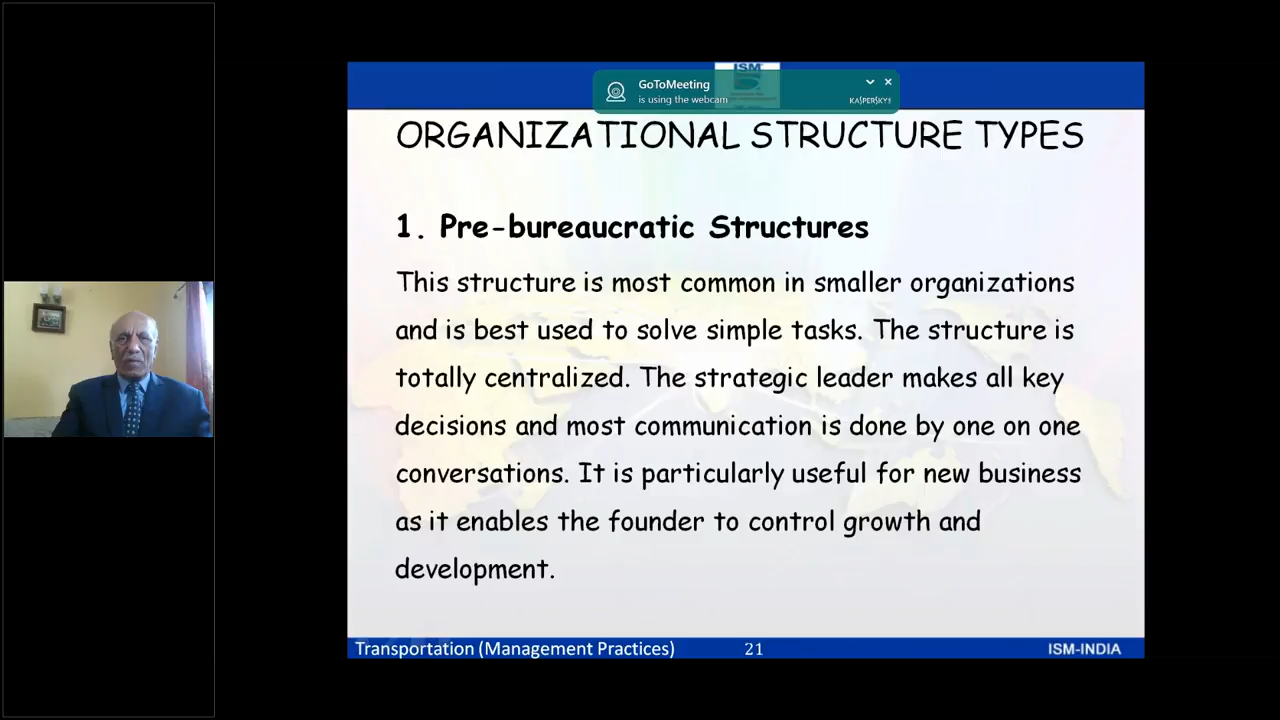 ISM
GoToMeeting
is using the webcam
KASPERSKY
ORGANIZATIONAL STRUCTURE TYPES
1. Pre-bureaucratic Structures
This structure is most common in smaller organizations
and is best used to solve simple tasks. The structure is
totally centralized. The strategic leader makes all key
decisions and most communication is done by one on one
conversations. It is particularly useful for new business
as it enables the founder to control growth and
development.
Transportation (Management Practices) 21 ISM-INDIA